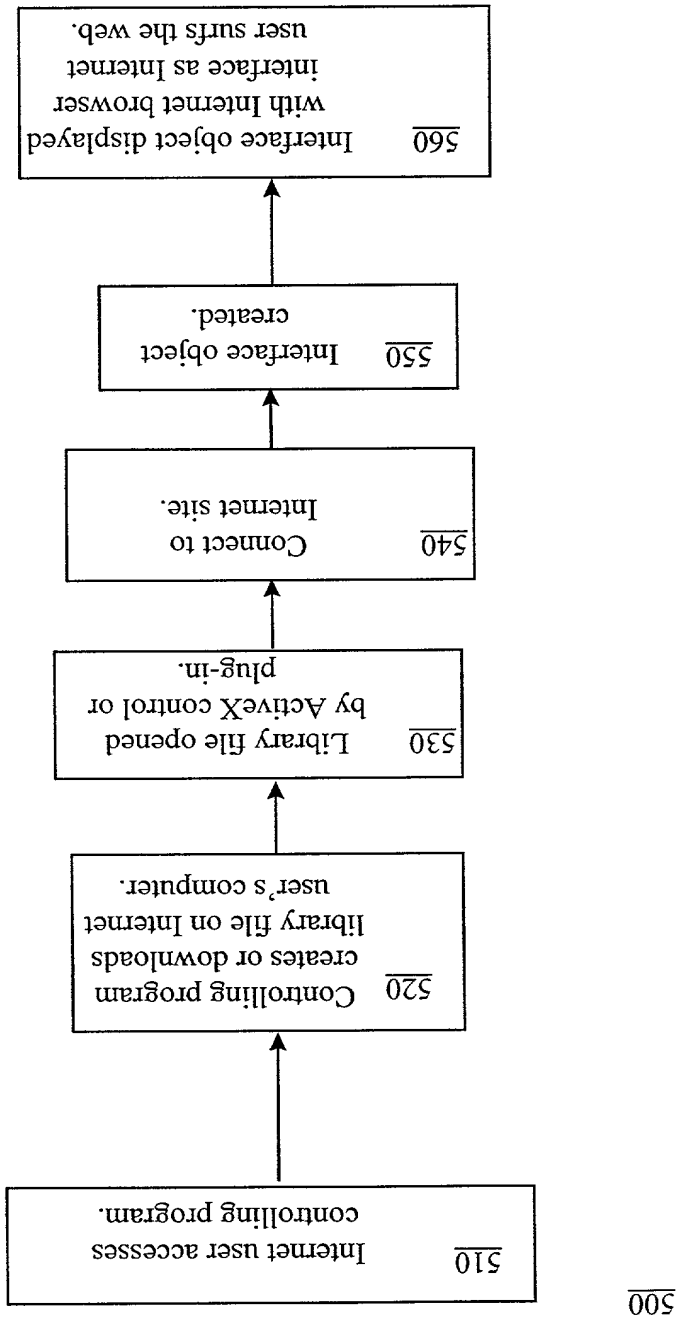 500
510
Internet user accesses
controlling program.
520
Controlling program
creates or downloads
library file on Internet
user's computer.
530
Library file opened
by ActiveX control or
plug-in.
540
Connect to
Internet site.
550
Interface object
created.
560
Interface object displayed
with Internet browser
interface as Internet
user surfs the web.